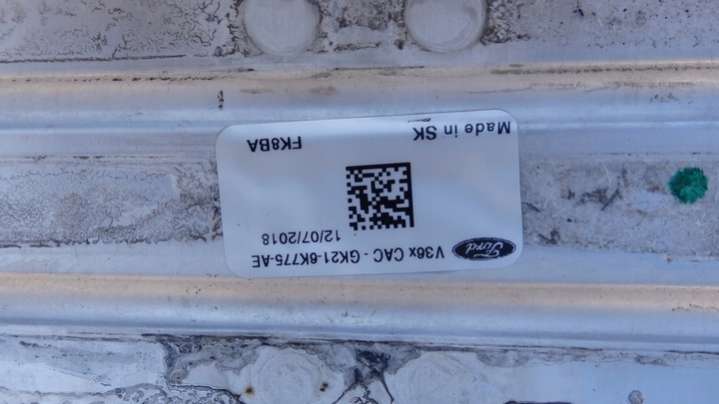 Ford V36x CAC - GK21-6K775-AE
12/07/2018
Made in SK FK8BA